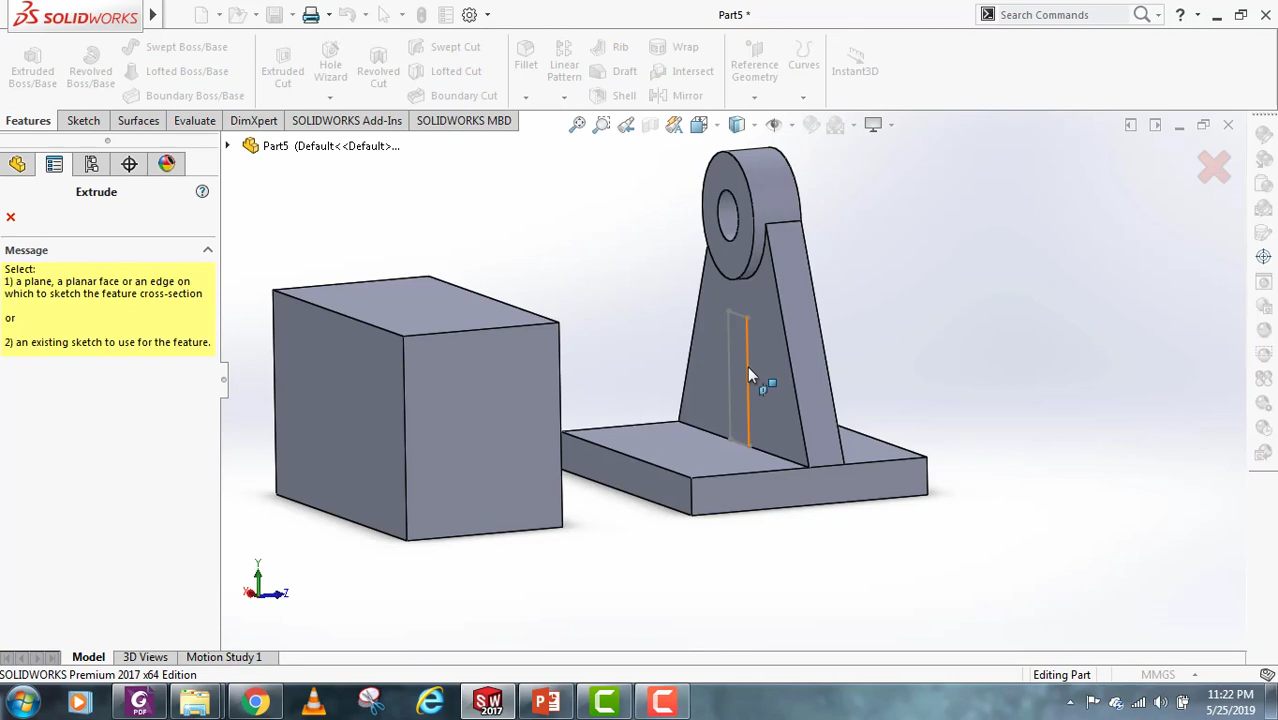 SOLIDWORKS
Part5 *
Search Commands
?
Extruded Boss/Base
Revolved Boss/Base
Swept Boss/Base
Lofted Boss/Base
Boundary Boss/Base
Extruded Cut
Hole Wizard
Revolved Cut
Swept Cut
Lofted Cut
Boundary Cut
Fillet
Linear Pattern
Rib
Draft
Shell
Wrap
Intersect
Mirror
Reference Geometry
Curves
Instant3D
Features
Sketch
Surfaces
Evaluate
DimXpert
SOLIDWORKS Add-Ins
SOLIDWORKS MBD
Part5 (Default<<Default>...
Extrude
?
Message
Select:
1) a plane, a planar face or an edge on
which to sketch the feature cross-section
or
2) an existing sketch to use for the feature.
Y
X
Z
Model
3D Views
Motion Study 1
SOLIDWORKS Premium 2017 x64 Edition
Editing Part
MMGS
PDF
SW
2017
11:22 PM
5/25/2019